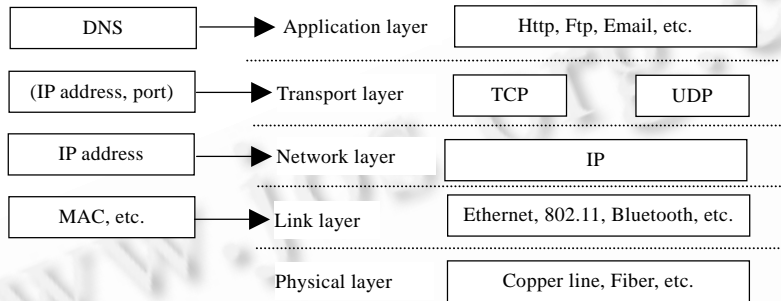 DNS Application layer Http, Ftp, Email, etc.
(IP address, port) Transport layer TCP UDP
IP address Network layer IP
MAC, etc. Link layer Ethernet, 802.11, Bluetooth, etc.
Physical layer Copper line, Fiber, etc.